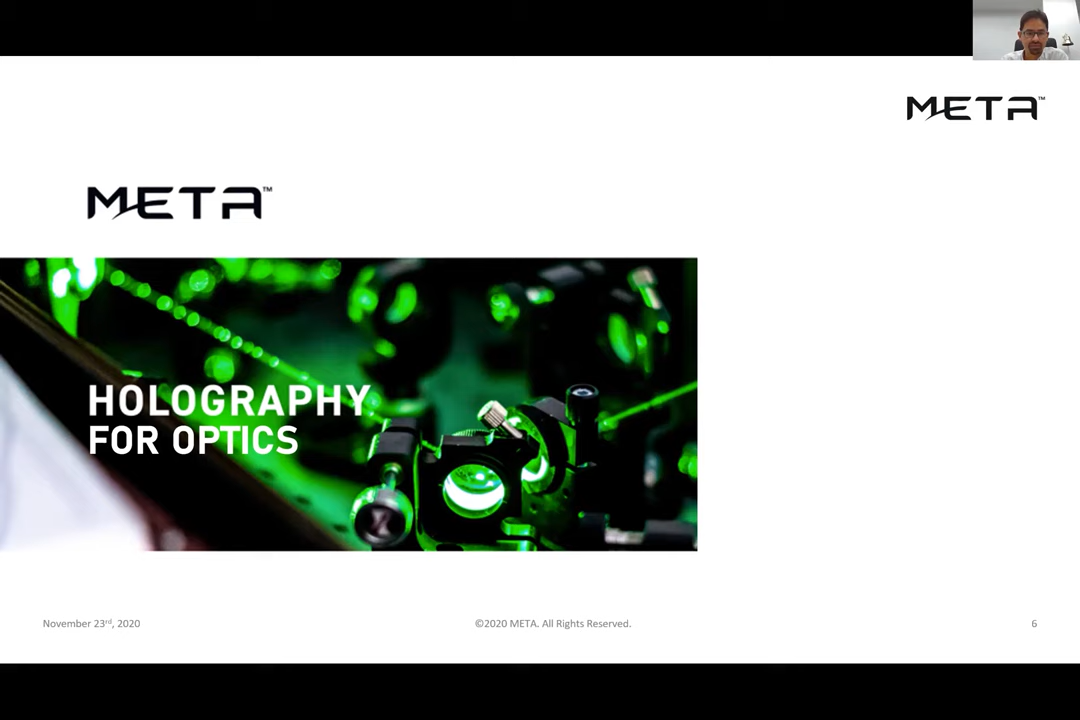 META™
META™
HOLOGRAPHY
FOR OPTICS
November 23rd, 2020
©2020 META. All Rights Reserved.
6